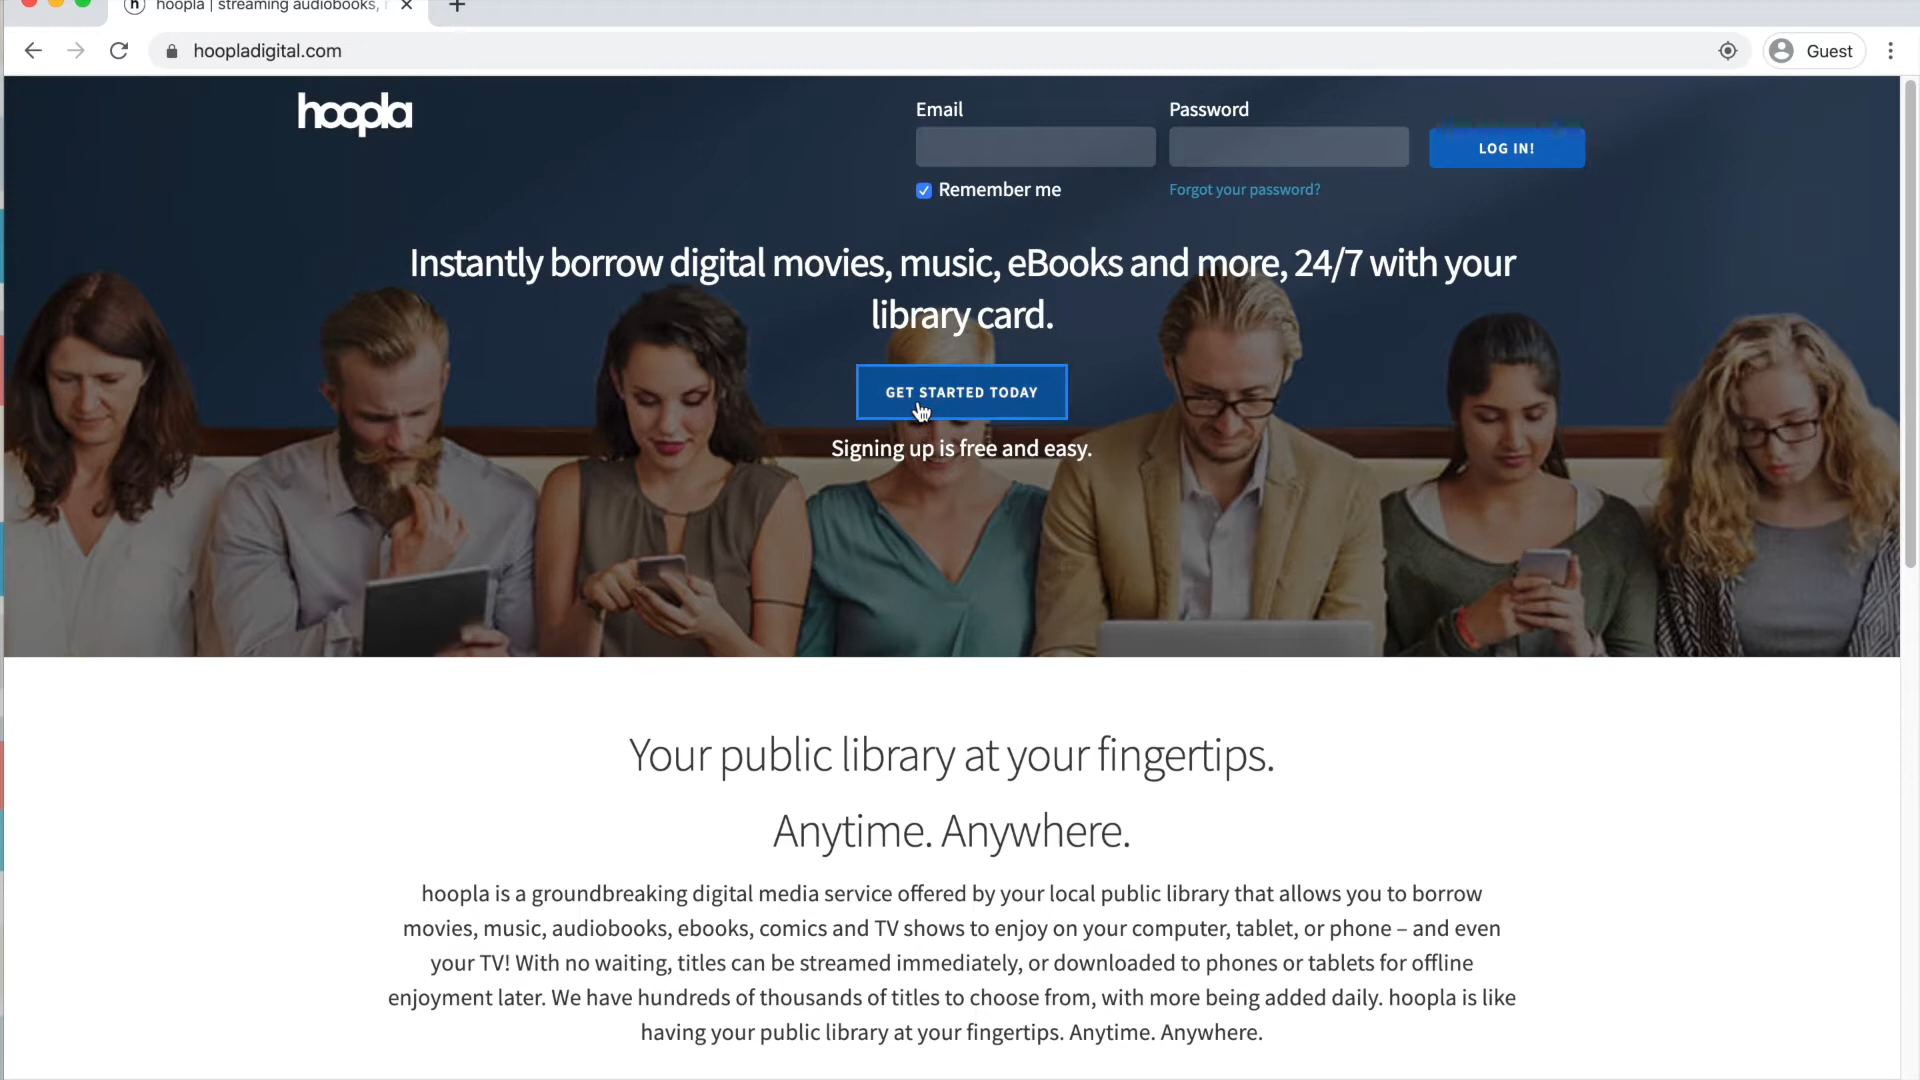 hoopla | streaming audiobooks,
hoopladigital.com
Guest
hoopla
Email
Password
LOG IN!
Remember me
Forgot your password?
Instantly borrow digital movies, music, eBooks and more, 24/7 with your
library card.
GET STARTED TODAY
Signing up is free and easy.
Your public library at your fingertips.
Anytime. Anywhere.
hoopla is a groundbreaking digital media service offered by your local public library that allows you to borrow
movies, music, audiobooks, ebooks, comics and TV shows to enjoy on your computer, tablet, or phone – and even
your TV! With no waiting, titles can be streamed immediately, or downloaded to phones or tablets for offline
enjoyment later. We have hundreds of thousands of titles to choose from, with more being added daily. hoopla is like
having your public library at your fingertips. Anytime. Anywhere.